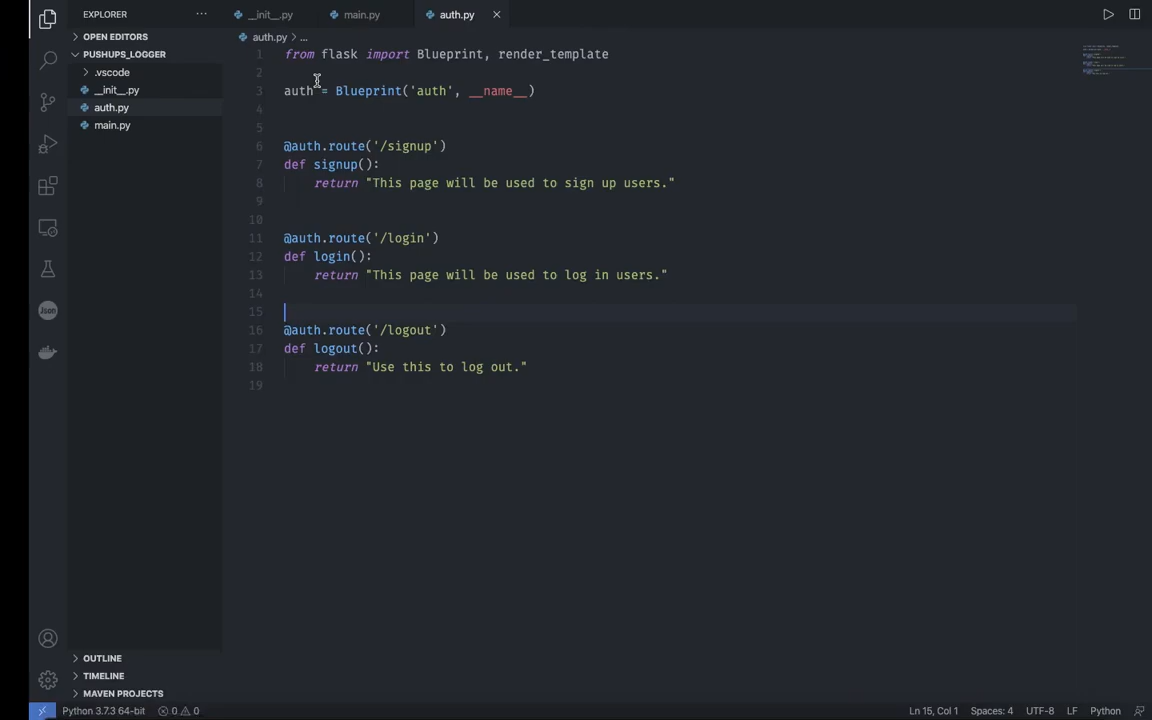 EXPLORER
OPEN EDITORS
PUSHUPS_LOGGER
.vscode
__init__.py
auth.py
main.py
OUTLINE
TIMELINE
MAVEN PROJECTS
Json
__init__.py main.py auth.py
auth.py > ...
1 from flask import Blueprint, render_template
2
3 auth = Blueprint('auth', __name__)
4
5
6 @auth.route('/signup')
7 def signup():
8 return "This page will be used to sign up users."
9
10
11 @auth.route('/login')
12 def login():
13 return "This page will be used to log in users."
14
15
16 @auth.route('/logout')
17 def logout():
18 return "Use this to log out."
19
Python 3.7.3 64-bit 0 0 Ln 15, Col 1 Spaces: 4 UTF-8 LF Python